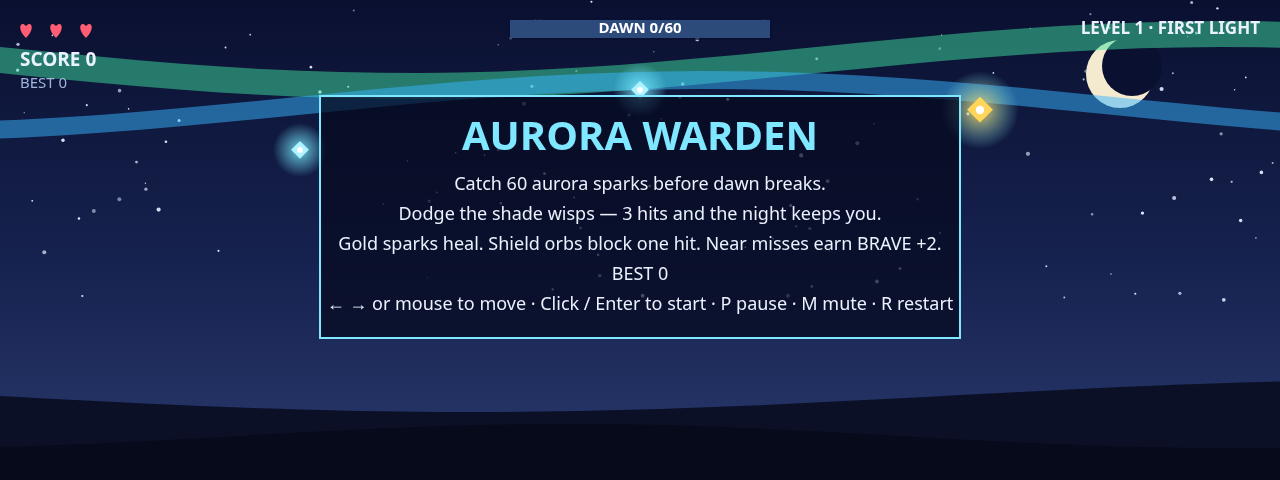 DAWN 0/60
LEVEL 1 · FIRST LIGHT
SCORE 0
BEST 0
AURORA WARDEN
Catch 60 aurora sparks before dawn breaks.
Dodge the shade wisps — 3 hits and the night keeps you.
Gold sparks heal. Shield orbs block one hit. Near misses earn BRAVE +2.
BEST 0
← → or mouse to move · Click / Enter to start · P pause · M mute · R restart